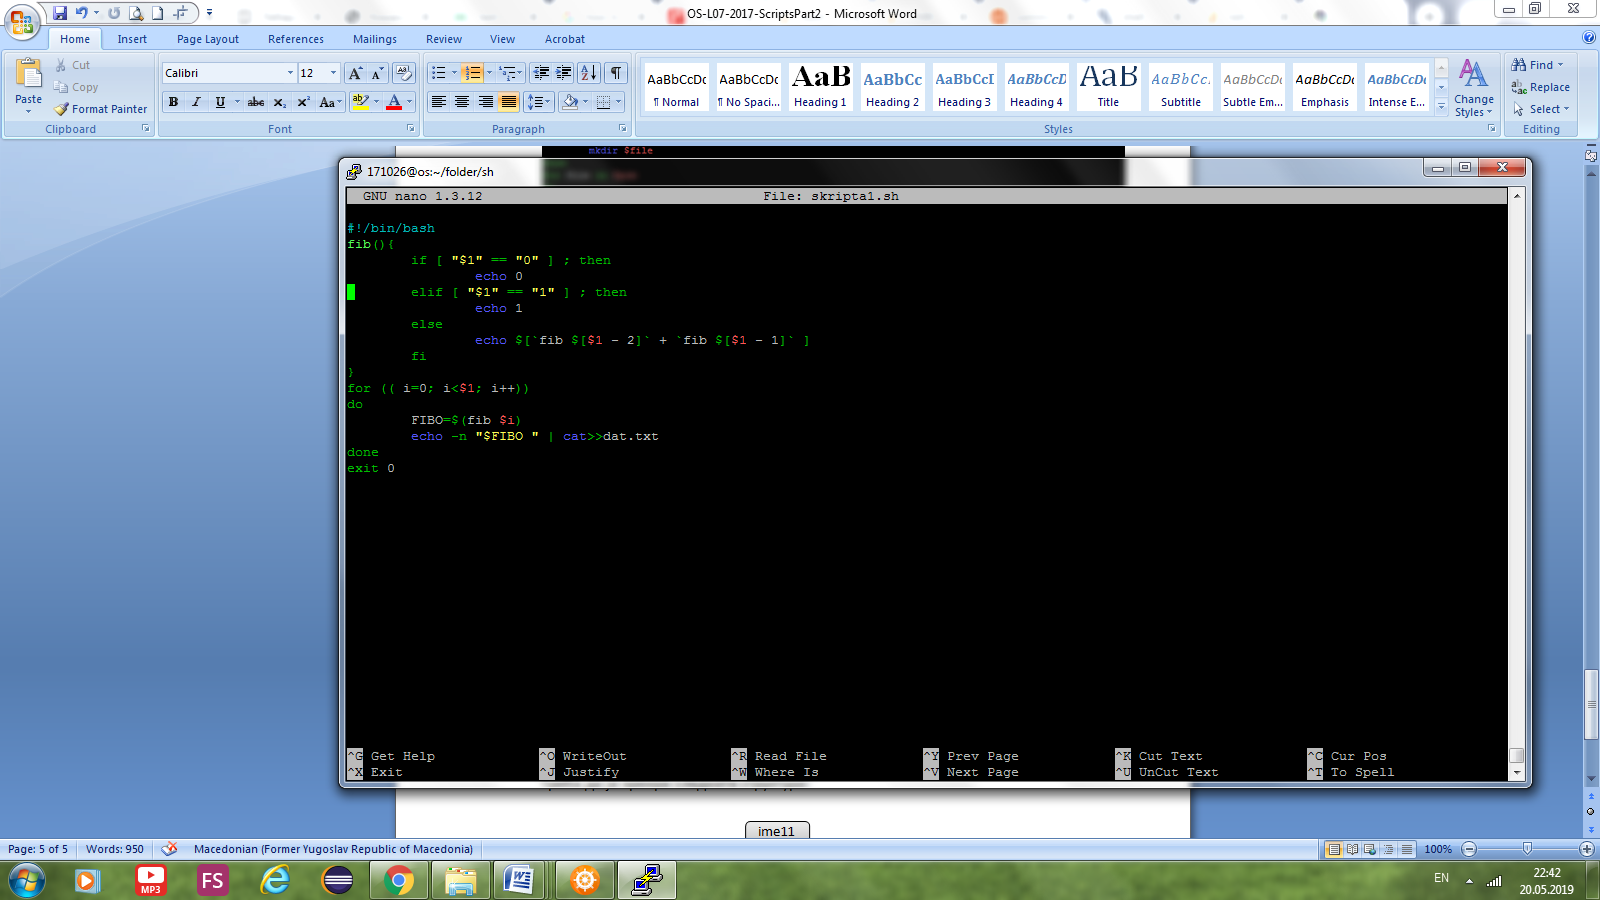 OS-L07-2017-ScriptsPart2 - Microsoft Word
Home Insert Page Layout References Mailings Review View Acrobat
Paste
Cut
Copy
Format Painter
Clipboard
Calibri 12
Font
Paragraph
AaBbCcDc AaBbCcDc AaB AaBbCc AaBbCcI AaBbCcD AaB AaBbCc. AaBbCcDc AaBbCcDc AaBbCcDc
¶ Normal ¶ No Spaci... Heading 1 Heading 2 Heading 3 Heading 4 Title Subtitle Subtle Em... Emphasis Intense E...
Styles
Change Styles
Find
Replace
Select
Editing
mkdir $file
171026@os:~/folder/sh
GNU nano 1.3.12 File: skripta1.sh
#!/bin/bash
fib(){
if [ "$1" == "0" ] ; then
echo 0
elif [ "$1" == "1" ] ; then
echo 1
else
echo $[`fib $[$1 - 2]` + `fib $[$1 - 1]` ]
fi
}
for (( i=0; i<$1; i++))
do
FIBO=$(fib $i)
echo -n "$FIBO " | cat>>dat.txt
done
exit 0
^G Get Help ^O WriteOut ^R Read File ^Y Prev Page ^K Cut Text ^C Cur Pos
^X Exit ^J Justify ^W Where Is ^V Next Page ^U UnCut Text ^T To Spell
ime11
Page: 5 of 5 Words: 950 Macedonian (Former Yugoslav Republic of Macedonia) 100%
MP3 FS EN 22:42
20.05.2019